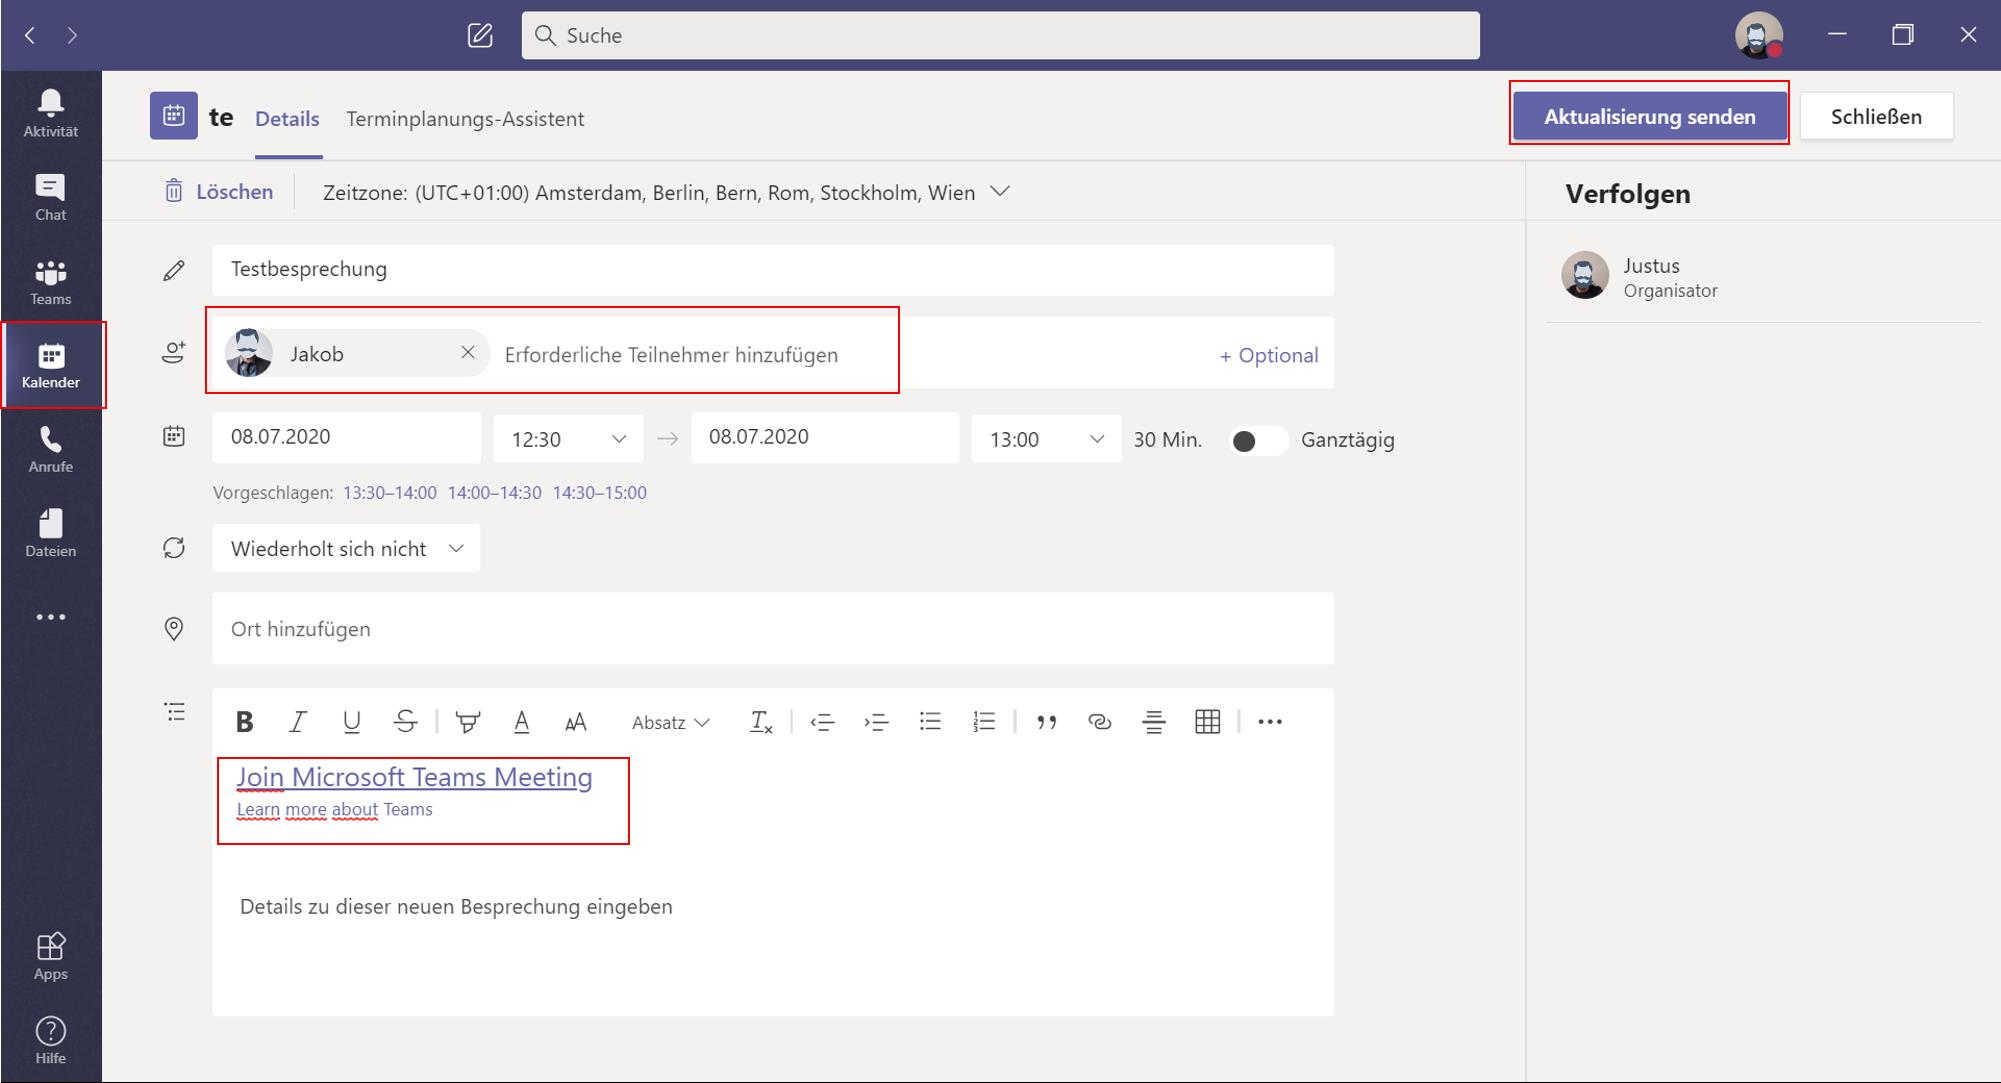 Suche
Aktivität
Chat
Teams
Kalender
Anrufe
Dateien
Apps
Hilfe
te Details Terminplanungs-Assistent
Aktualisierung senden Schließen
Löschen Zeitzone: (UTC+01:00) Amsterdam, Berlin, Bern, Rom, Stockholm, Wien
Testbesprechung
Jakob Erforderliche Teilnehmer hinzufügen + Optional
08.07.2020 12:30 → 08.07.2020 13:00 30 Min. Ganztägig
Vorgeschlagen: 13:30–14:00 14:00–14:30 14:30–15:00
Wiederholt sich nicht
Ort hinzufügen
Absatz
Join Microsoft Teams Meeting
Learn more about Teams
Details zu dieser neuen Besprechung eingeben
Verfolgen
Justus
Organisator